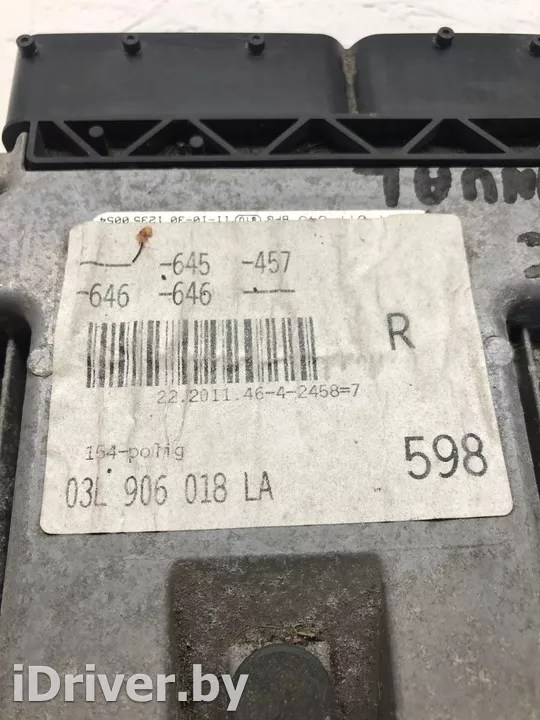 -645 -457
-646 -646
R
22.2011.46-4-2458=7
154-polig
598
03L 906 018 LA
iDriver.by